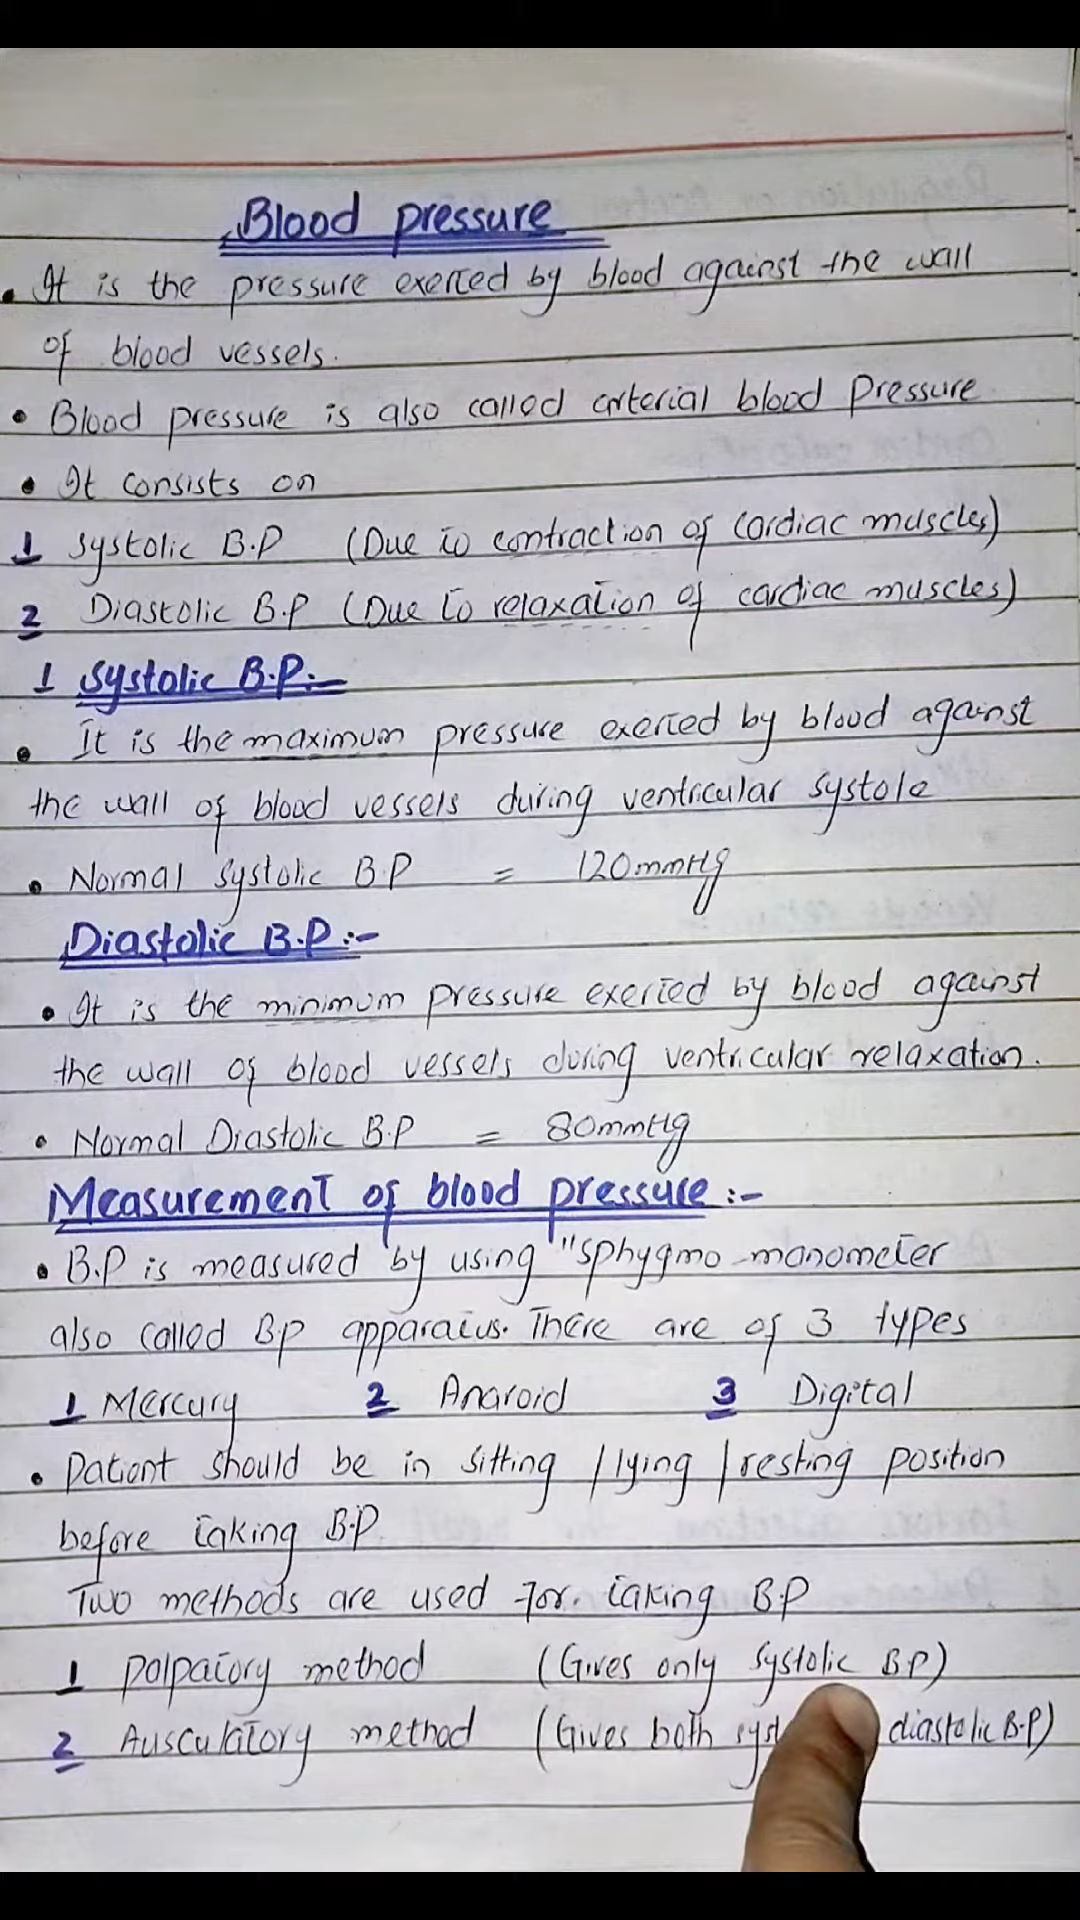 Blood pressure
• It is the pressure exerted by blood against the wall
of blood vessels.
• Blood pressure is also called arterial blood pressure
• It consists on
1 Systolic B.P (Due to contraction of cardiac muscles)
2 Diastolic B.P (Due to relaxation of cardiac muscles)
1 Systolic B.P:-
• It is the maximum pressure exerted by blood against
the wall of blood vessels during ventricular systole
• Normal Systolic B.P = 120mmHg
Diastolic B.P:-
• It is the minimum pressure exerted by blood against
the wall of blood vessels during ventricular relaxation.
• Normal Diastolic B.P = 80mmHg
Measurement of blood pressure:-
• B.P is measured by using "sphygmo-manometer
also called B.P apparatus. There are of 3 types
1 Mercury 2 Anaroid 3 Digital
• Patient should be in sitting / lying / resting position
before taking B.P
Two methods are used for taking B.P
1 Palpatory method (Gives only systolic B.P)
2 Auscultatory method (Gives both diastolic B.P)